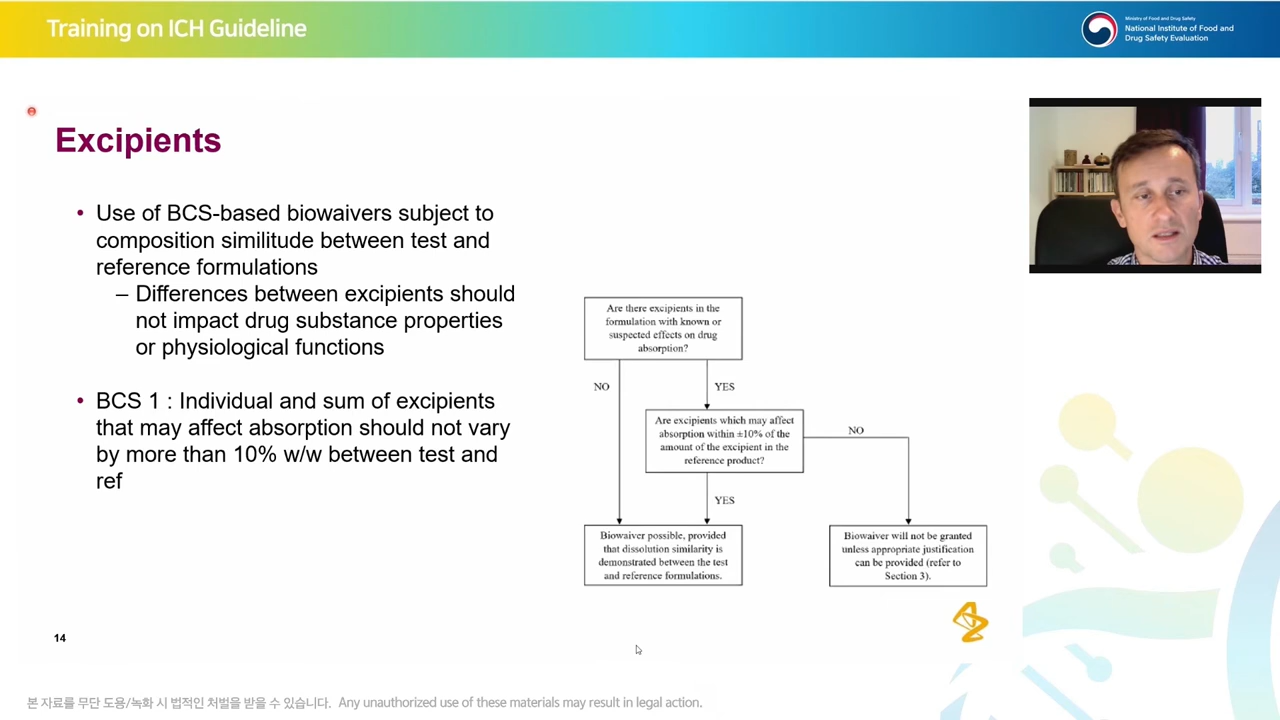 Training on ICH Guideline
Ministry of Food and Drug Safety
National Institute of Food and
Drug Safety Evaluation
Excipients
• Use of BCS-based biowaivers subject to
composition similitude between test and
reference formulations
– Differences between excipients should
not impact drug substance properties
or physiological functions
• BCS 1 : Individual and sum of excipients
that may affect absorption should not vary
by more than 10% w/w between test and
ref
Are there excipients in the
formulation with known or
suspected effects on drug
absorption?
NO
YES
Are excipients which may affect
absorption within ±10% of the
amount of the excipient in the
reference product?
NO
YES
Biowaiver possible, provided
that dissolution similarity is
demonstrated between the test
and reference formulations.
Biowaiver will not be granted
unless appropriate justification
can be provided (refer to
Section 3).
14
본 자료를 무단 도용/녹화 시 법적인 처벌을 받을 수 있습니다. Any unauthorized use of these materials may result in legal action.